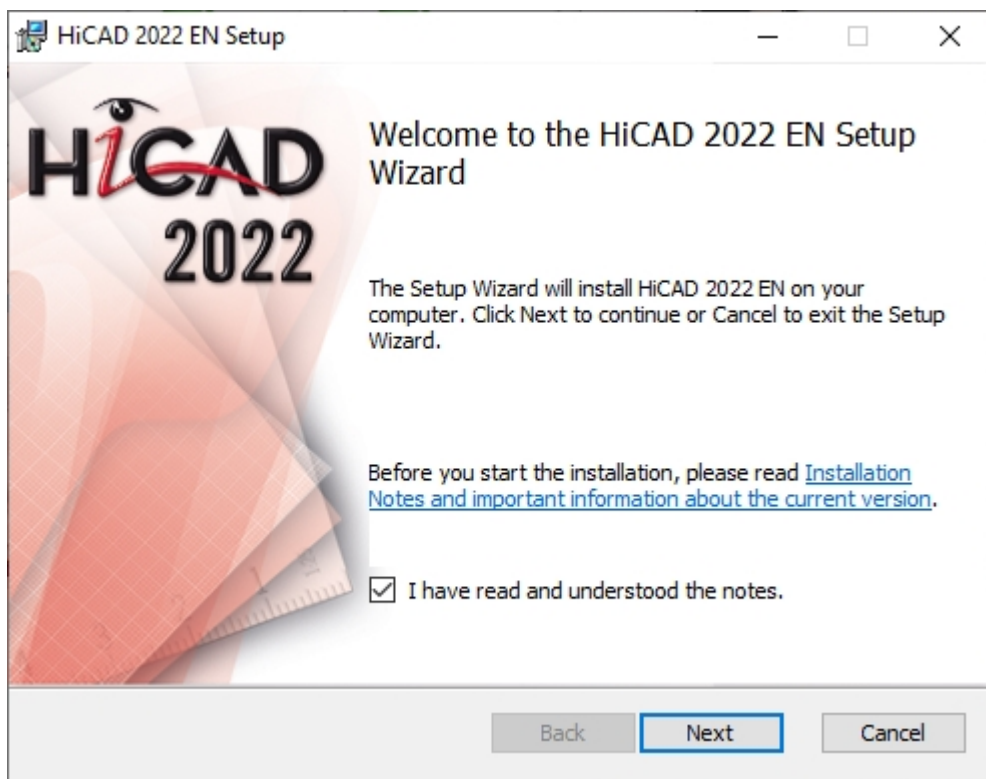 HiCAD 2022 EN Setup
HiCAD
2022
Welcome to the HiCAD 2022 EN Setup
Wizard
The Setup Wizard will install HiCAD 2022 EN on your
computer. Click Next to continue or Cancel to exit the Setup
Wizard.
Before you start the installation, please read Installation
Notes and important information about the current version.
I have read and understood the notes.
Back
Next
Cancel